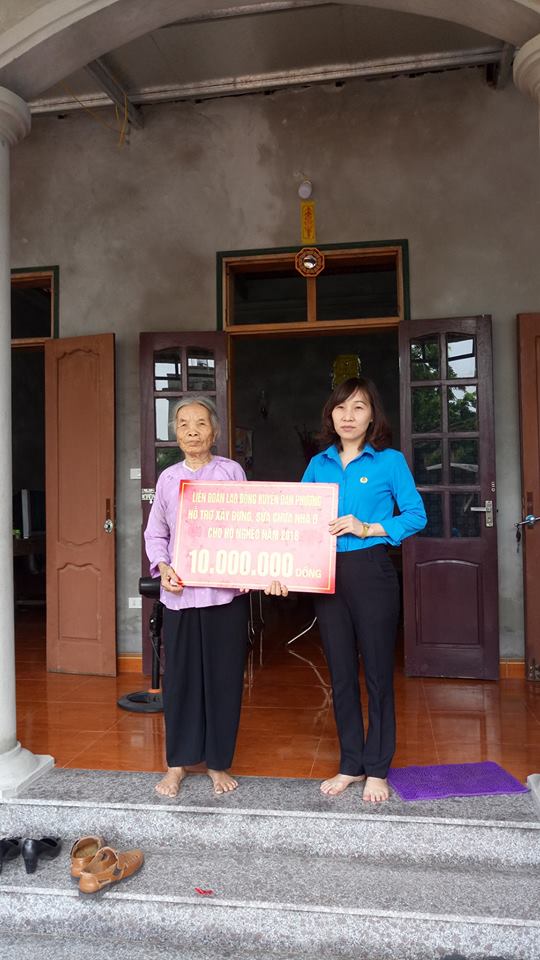 LIÊN ĐOÀN LAO ĐỘNG HUYỆN ĐAN PHƯỢNG
HỖ TRỢ XÂY DỰNG, SỬA CHỮA NHÀ Ở
CHO HỘ NGHÈO NĂM 2018
10.000.000 ĐỒNG